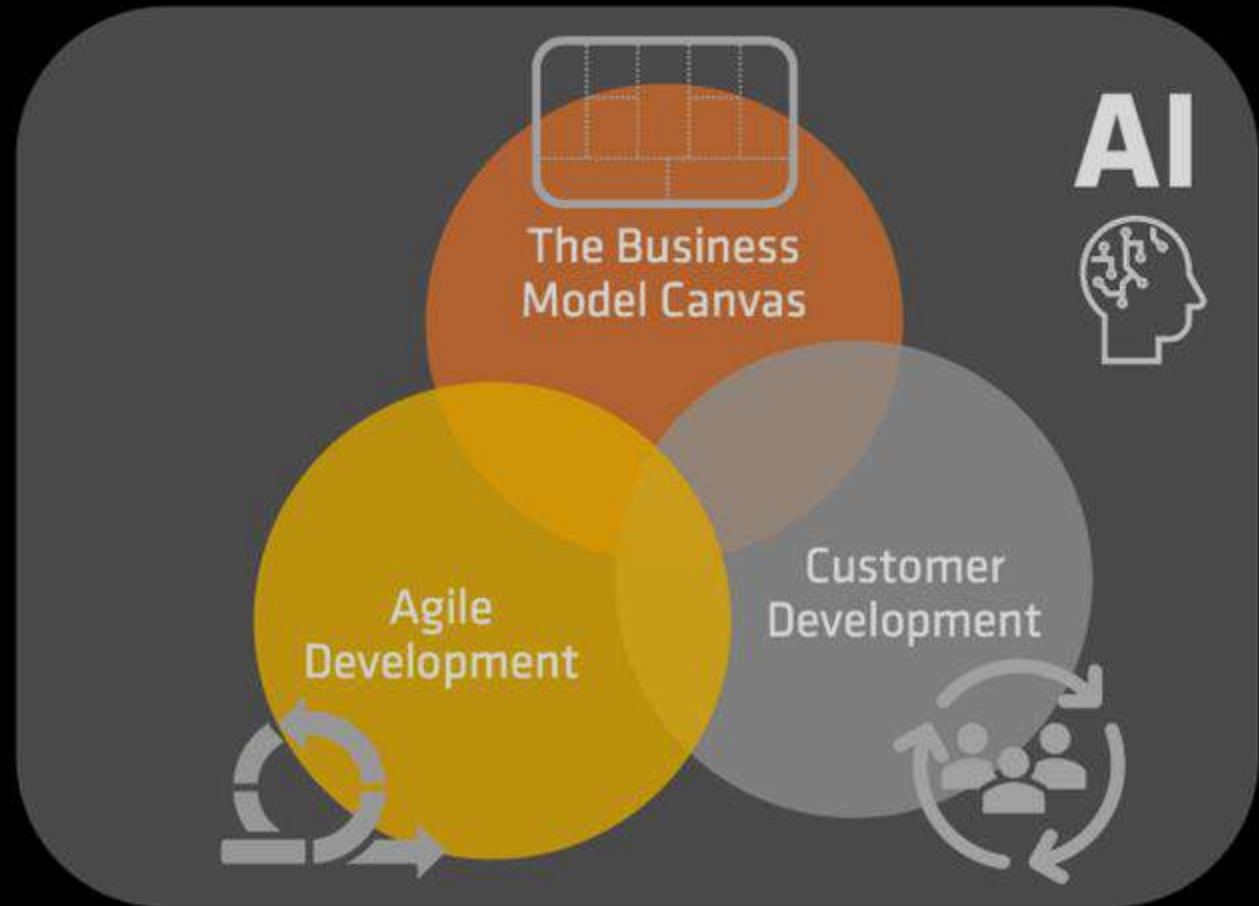 AI
The Business
Model Canvas
Customer
Development
Agile
Development